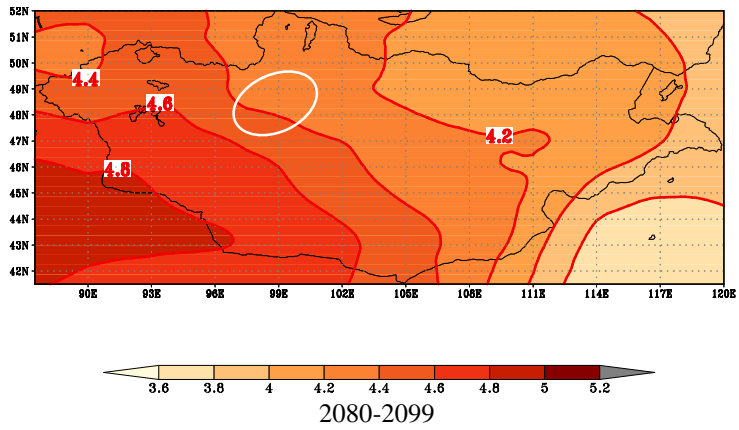 52N
51N
50N
4.4
49N
4.6
48N
4.2
47N
4.8
46N
45N
44N
43N
42N
90E 93E 96E 99E 102E 105E 108E 111E 114E 117E 120E
3.6 3.8 4 4.2 4.4 4.6 4.8 5 5.2
2080-2099